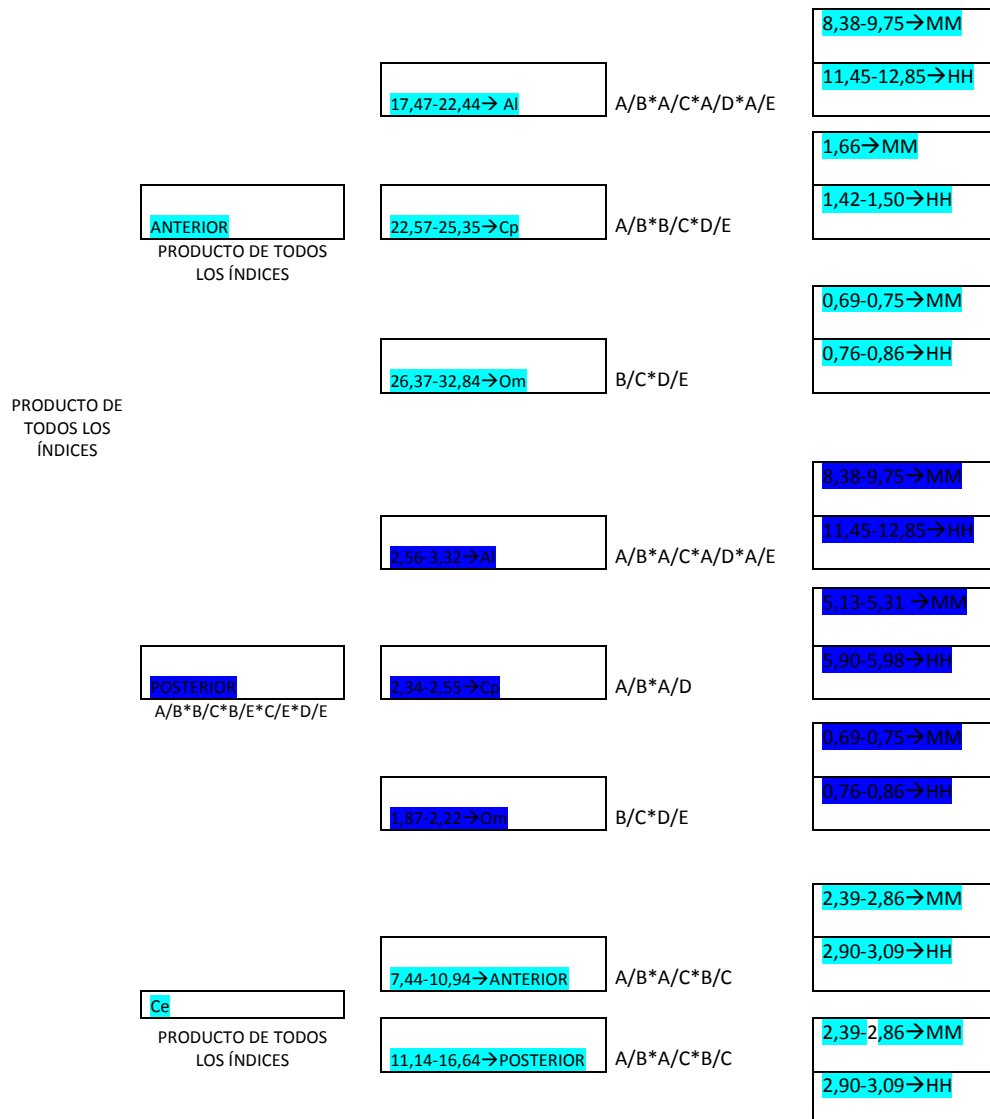 8,38-9,75→MM
11,45-12,85→HH
17,47-22,44→ Al
A/B*A/C*A/D*A/E
1,66→MM
1,42-1,50→HH
ANTERIOR
22,57-25,35→Cp
A/B*B/C*D/E
PRODUCTO DE TODOS
LOS ÍNDICES
0,69-0,75→MM
0,76-0,86→HH
26,37-32,84→Om
B/C*D/E
PRODUCTO DE
TODOS LOS
ÍNDICES
8,38-9,75→MM
11,45-12,85→HH
2,56-3,32→Al
A/B*A/C*A/D*A/E
5,13-5,31 →MM
5,90-5,98→HH
POSTERIOR
2,34-2,55→Cp
A/B*A/D
A/B*B/C*B/E*C/E*D/E
0,69-0,75→MM
0,76-0,86→HH
1,87-2,22→Om
B/C*D/E
2,39-2,86→MM
2,90-3,09→HH
7,44-10,94→ANTERIOR
A/B*A/C*B/C
Ce
PRODUCTO DE TODOS
LOS ÍNDICES
2,39-2,86→MM
11,14-16,64→POSTERIOR
A/B*A/C*B/C
2,90-3,09→HH